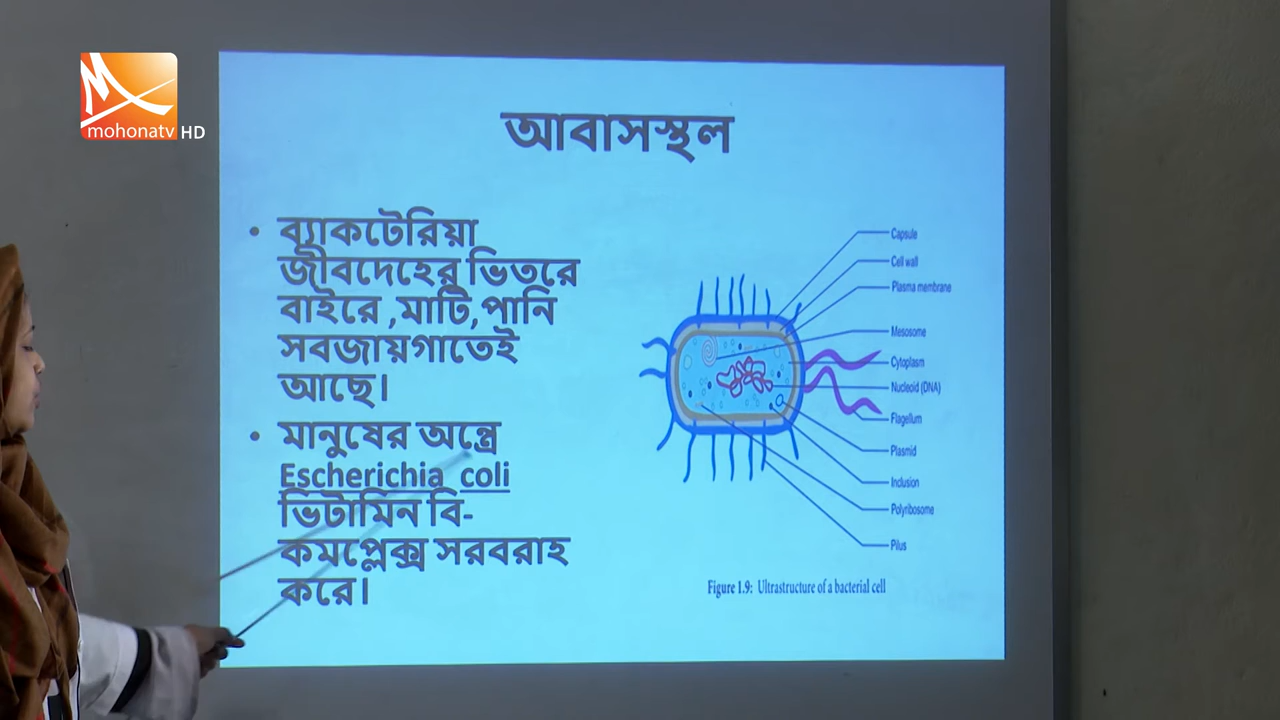 mohonatv HD
আবাসস্থল
• ব্যাকটেরিয়া
জীবদেহের ভিতরে
বাইরে ,মাটি,পানি
সবজায়গাতেই
আছে।
• মানুষের অন্ত্রে
Escherichia coli
ভিটামিন বি-
কমপ্লেক্স সরবরাহ
করে।
Capsule
Cell wall
Plasma membrane
Mesosome
Cytoplasm
Nucleoid (DNA)
Flagellum
Plasmid
Inclusion
Polyribosome
Pilus
Figure 1.9: Ultrastructure of a bacterial cell